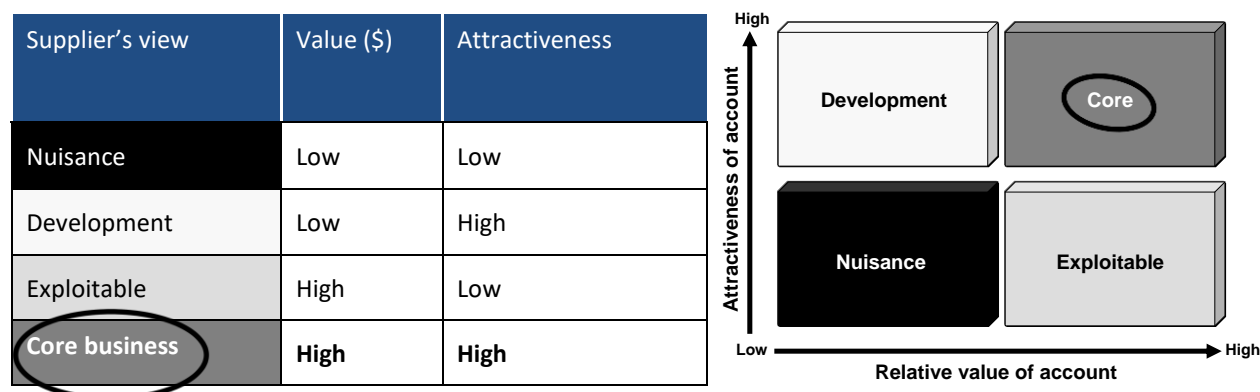 Supplier’s view Value ($) Attractiveness
Nuisance Low Low
Development Low High
Exploitable High Low
Core business High High
High
Attractiveness of account
Development Core
Nuisance Exploitable
Low High
Relative value of account